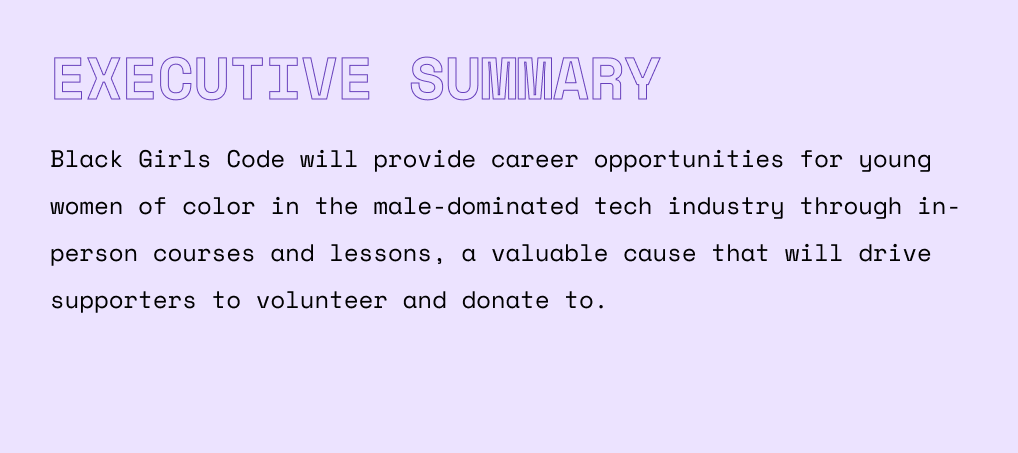 EXECUTIVE SUMMARY
Black Girls Code will provide career opportunities for young
women of color in the male-dominated tech industry through in-
person courses and lessons, a valuable cause that will drive
supporters to volunteer and donate to.